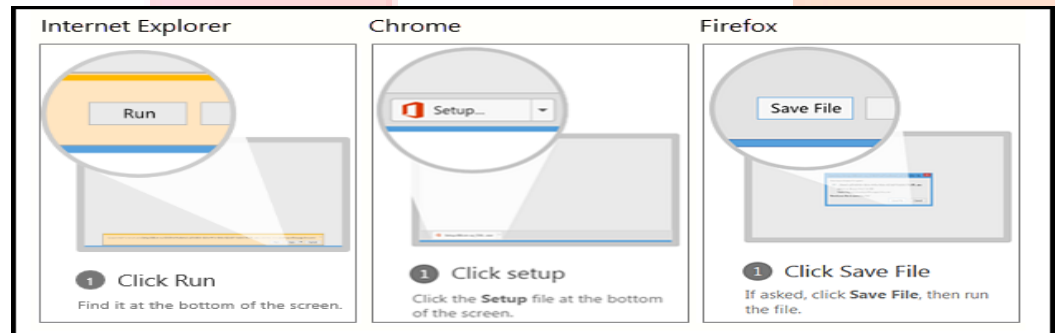 Internet Explorer
Run
1 Click Run
Find it at the bottom of the screen.
Chrome
Setup...
1 Click setup
Click the Setup file at the bottom
of the screen.
Firefox
Save File
1 Click Save File
If asked, click Save File, then run
the file.